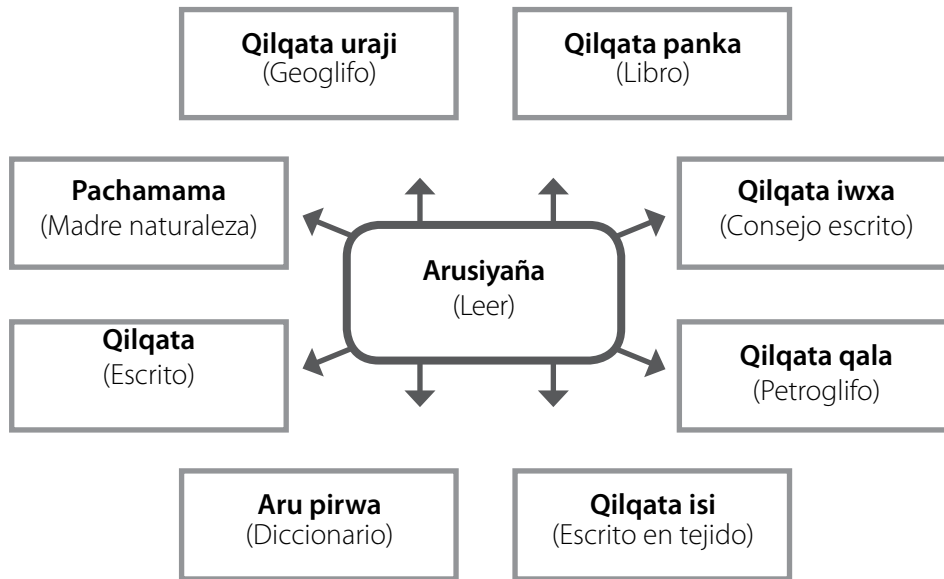 Qilqata uraji
(Geoglifo)
Qilqata panka
(Libro)
Pachamama
(Madre naturaleza)
Qilqata iwxa
(Consejo escrito)
Arusiyaña
(Leer)
Qilqata
(Escrito)
Qilqata qala
(Petroglifo)
Aru pirwa
(Diccionario)
Qilqata isi
(Escrito en tejido)